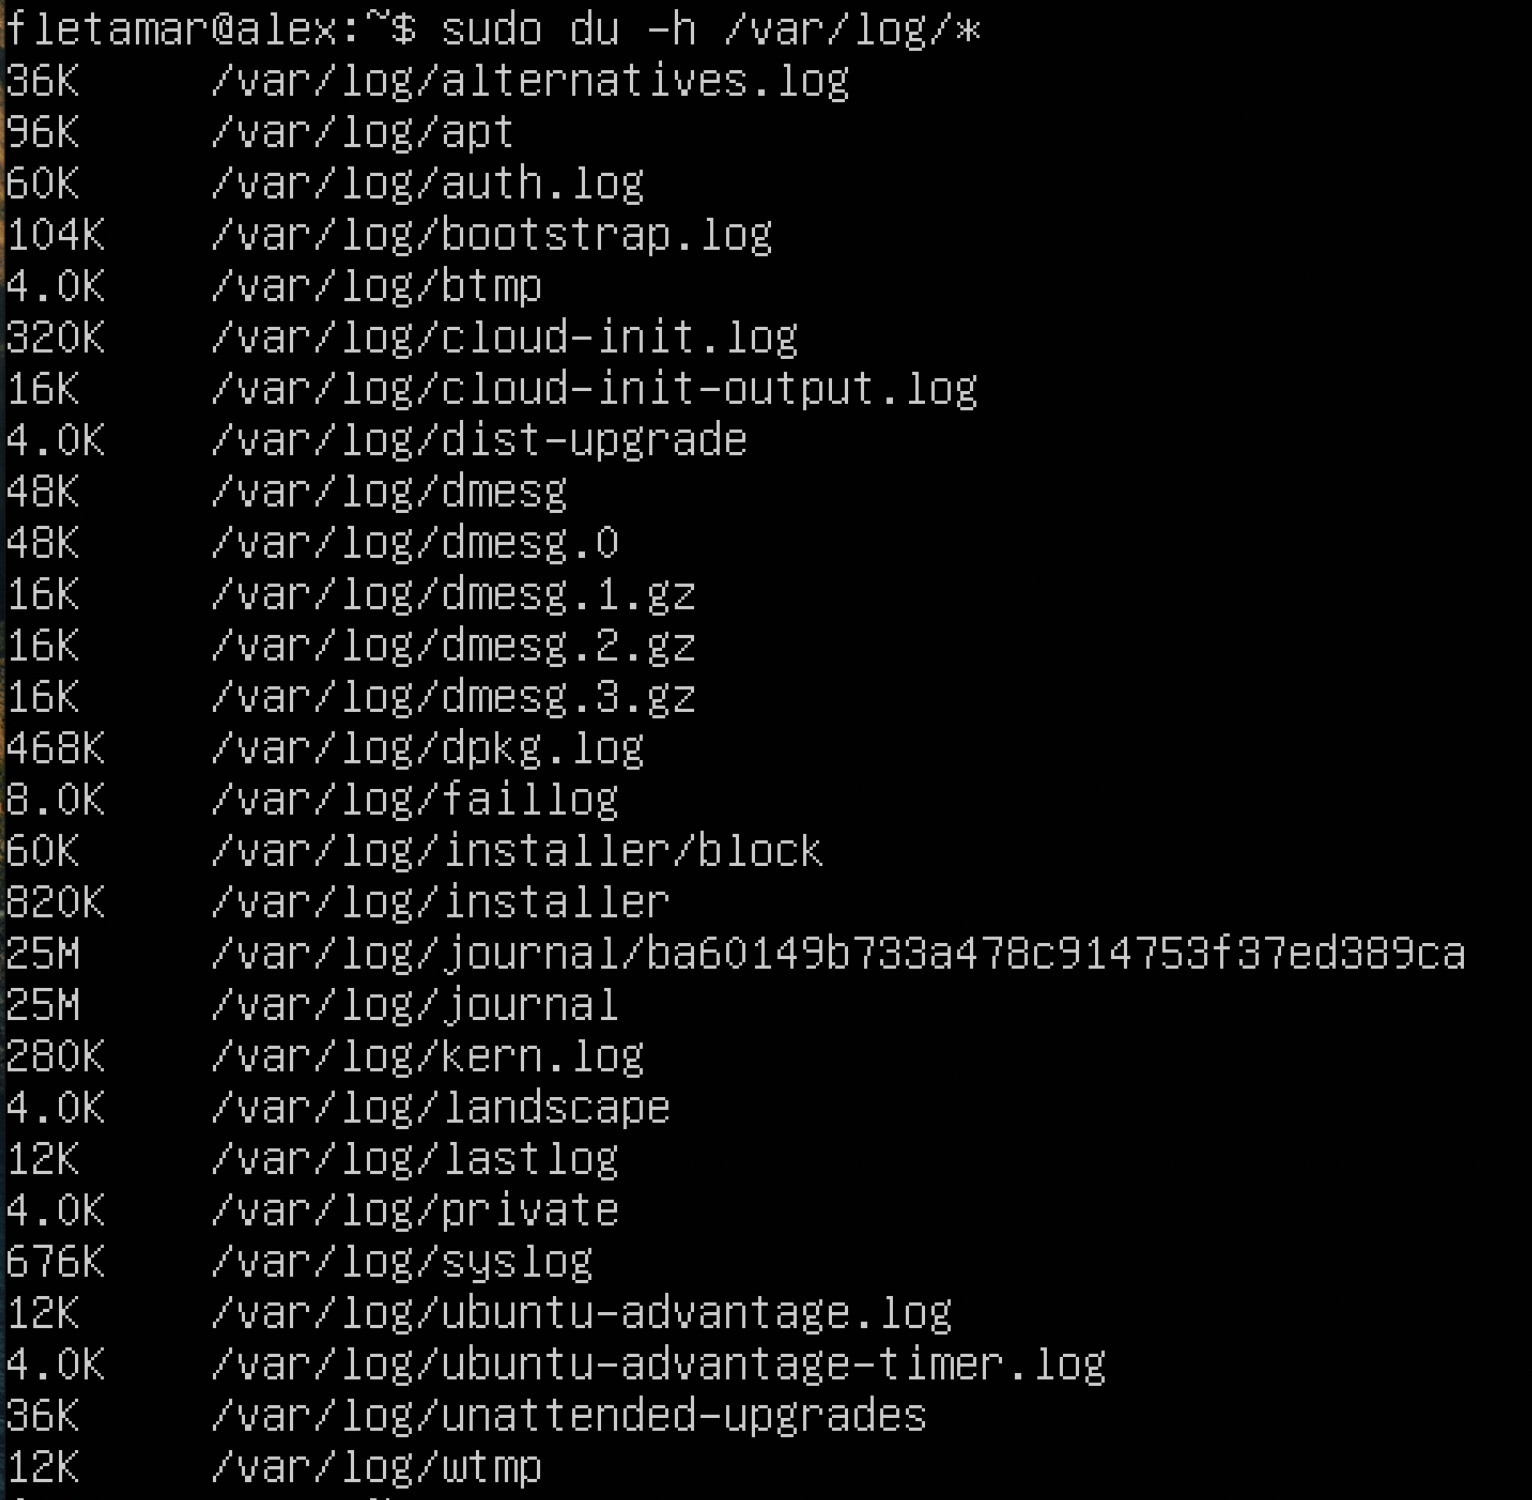 fletamar@alex:~$ sudo du -h /var/log/*
36K /var/log/alternatives.log
96K /var/log/apt
60K /var/log/auth.log
104K /var/log/bootstrap.log
4.0K /var/log/btmp
320K /var/log/cloud-init.log
16K /var/log/cloud-init-output.log
4.0K /var/log/dist-upgrade
48K /var/log/dmesg
48K /var/log/dmesg.0
16K /var/log/dmesg.1.gz
16K /var/log/dmesg.2.gz
16K /var/log/dmesg.3.gz
468K /var/log/dpkg.log
8.0K /var/log/faillog
60K /var/log/installer/block
820K /var/log/installer
25M /var/log/journal/ba60149b733a478c914753f37ed389ca
25M /var/log/journal
280K /var/log/kern.log
4.0K /var/log/landscape
12K /var/log/lastlog
4.0K /var/log/private
676K /var/log/syslog
12K /var/log/ubuntu-advantage.log
4.0K /var/log/ubuntu-advantage-timer.log
36K /var/log/unattended-upgrades
12K /var/log/wtmp